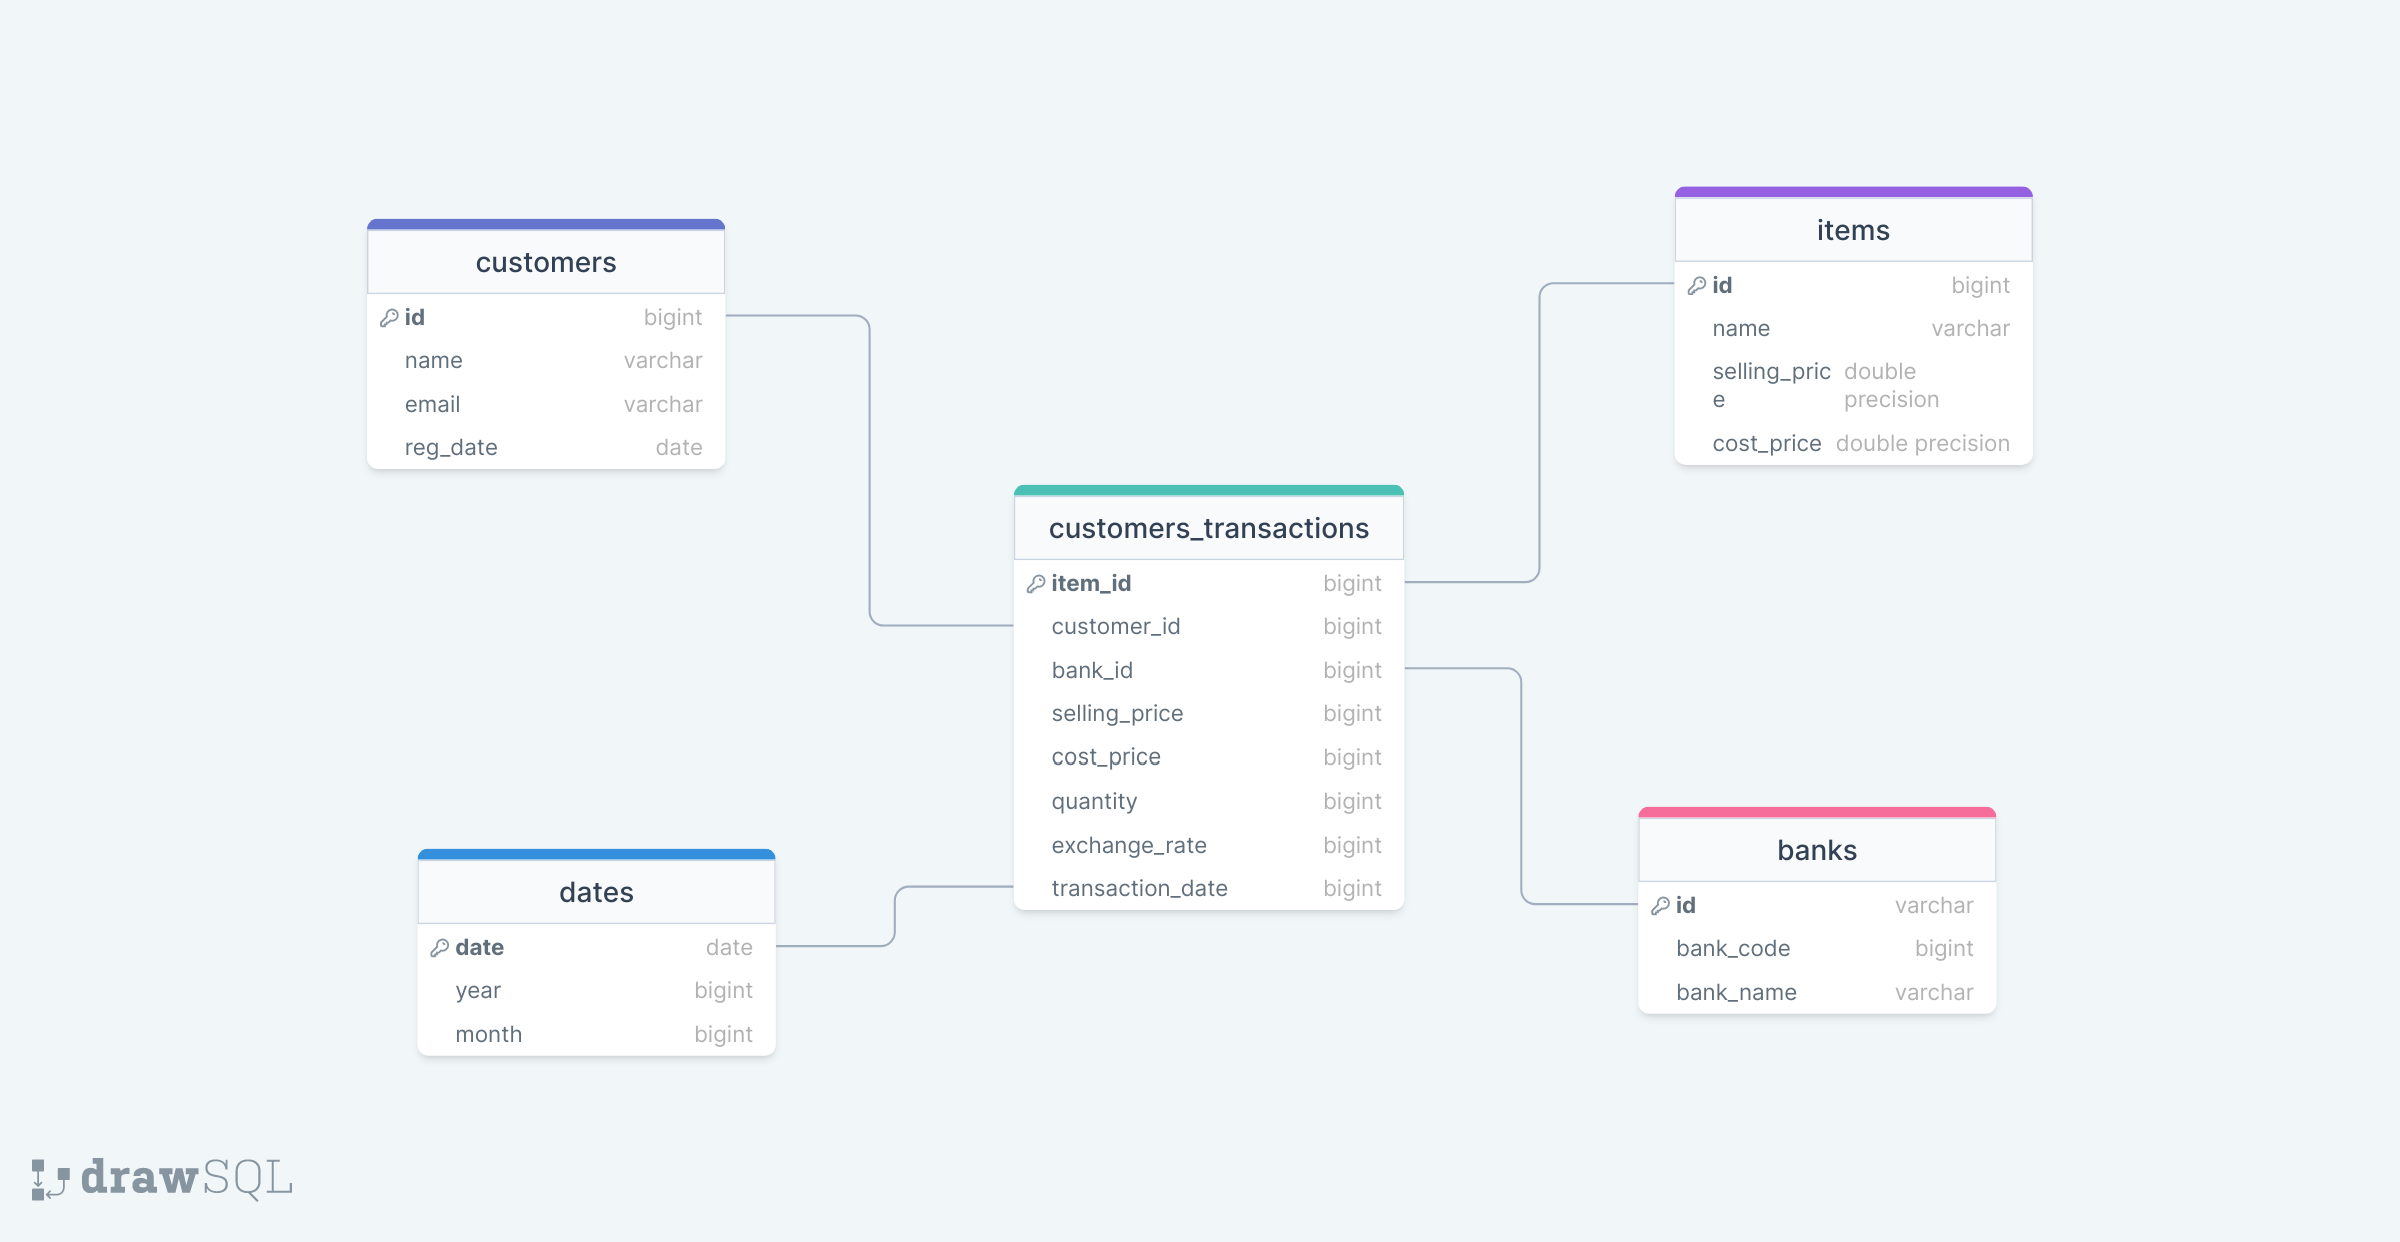 customers
id bigint
name varchar
email varchar
reg_date date
items
id bigint
name varchar
selling_pric double
e precision
cost_price double precision
customers_transactions
item_id bigint
customer_id bigint
bank_id bigint
selling_price bigint
cost_price bigint
quantity bigint
exchange_rate bigint
transaction_date bigint
dates
date date
year bigint
month bigint
banks
id varchar
bank_code bigint
bank_name varchar
drawSQL